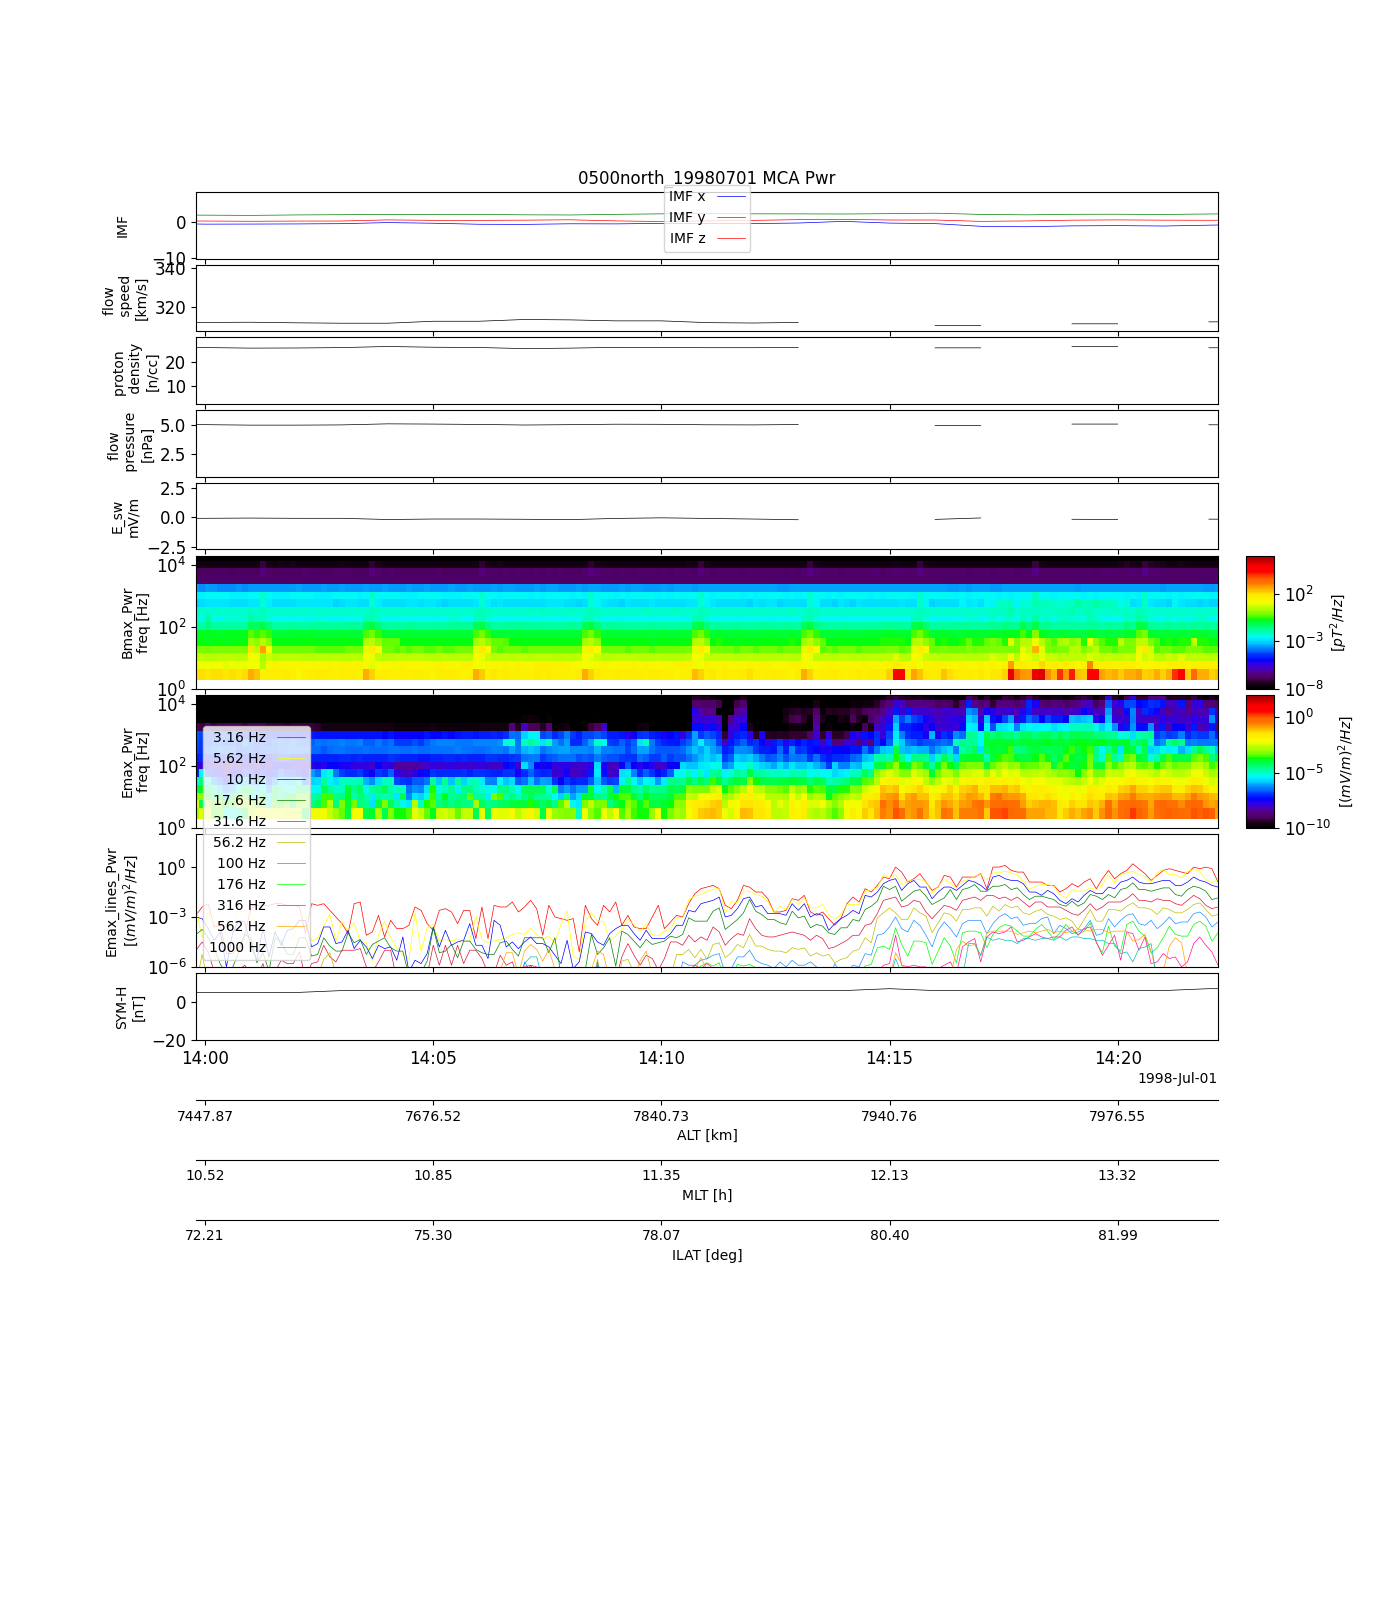 0500north_19980701 MCA Pwr
IMF x
IMF y
IMF z
IMF
0
−10
flow
speed
[km/s]
340
320
proton
density
[n/cc]
20
10
flow
pressure
[nPa]
5.0
2.5
E_sw
mV/m
2.5
0.0
−2.5
Bmax_Pwr
freq [Hz]
10^4
10^2
10^0
10^2
10^−3
10^−8
[pT^2/Hz]
Emax_Pwr
freq [Hz]
10^4
10^2
10^0
10^0
10^−5
10^−10
[(mV/m)^2/Hz]
3.16 Hz
5.62 Hz
10 Hz
17.6 Hz
31.6 Hz
56.2 Hz
100 Hz
176 Hz
316 Hz
562 Hz
1000 Hz
Emax_lines_Pwr
[(mV/m)^2/Hz]
10^0
10^−3
10^−6
SYM-H
[nT]
0
−20
14:00 14:05 14:10 14:15 14:20
1998-Jul-01
7447.87 7676.52 7840.73 7940.76 7976.55
ALT [km]
10.52 10.85 11.35 12.13 13.32
MLT [h]
72.21 75.30 78.07 80.40 81.99
ILAT [deg]